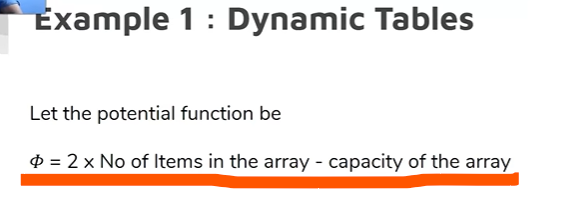 Example 1 : Dynamic Tables
Let the potential function be
Φ = 2 x No of Items in the array - capacity of the array